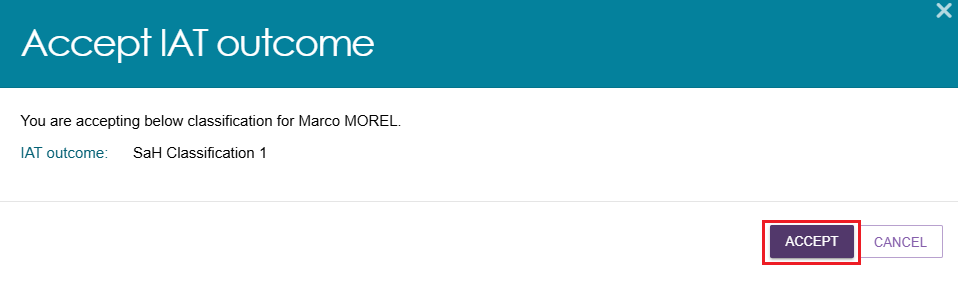 Accept IAT outcome
You are accepting below classification for Marco MOREL.
IAT outcome: SaH Classification 1
ACCEPT CANCEL